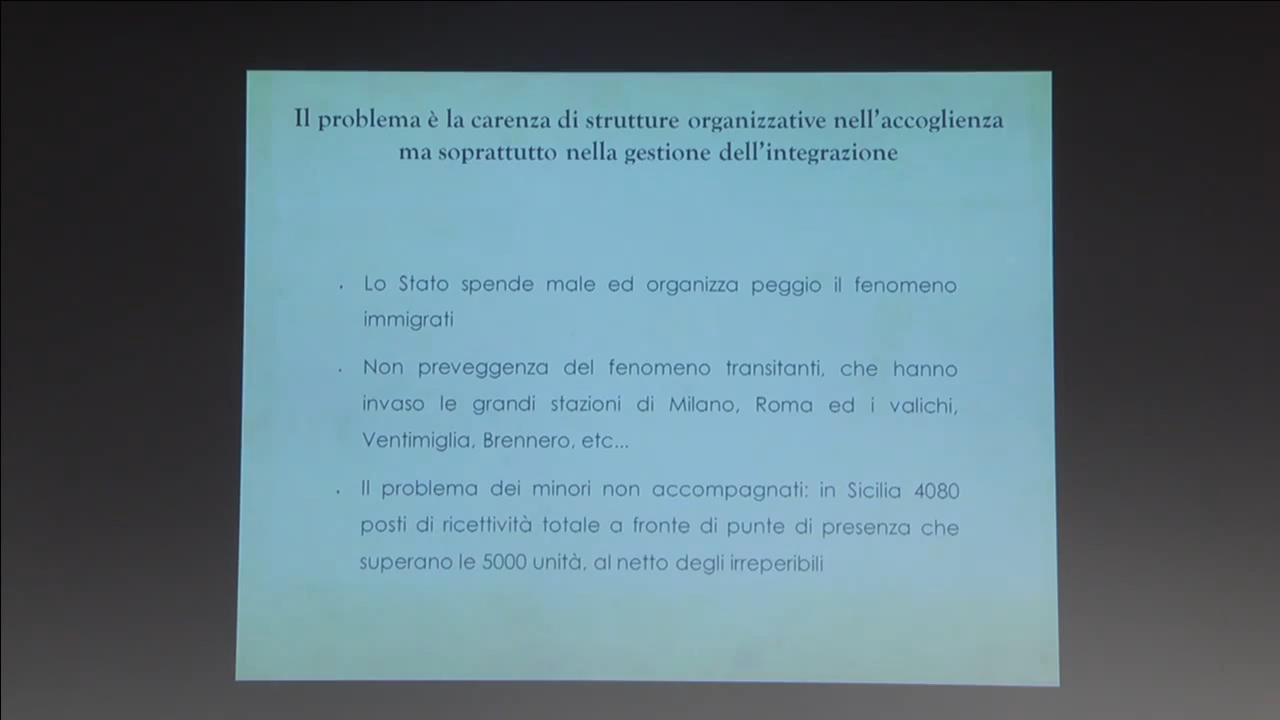 Il problema è la carenza di strutture organizzative nell'accoglienza
ma soprattutto nella gestione dell'integrazione
. Lo Stato spende male ed organizza peggio il fenomeno
immigrati
. Non preveggenza del fenomeno transitanti, che hanno
invaso le grandi stazioni di Milano, Roma ed i valichi,
Ventimiglia, Brennero, etc...
. Il problema dei minori non accompagnati: in Sicilia 4080
posti di ricettività totale a fronte di punte di presenza che
superano le 5000 unità, al netto degli irreperibili